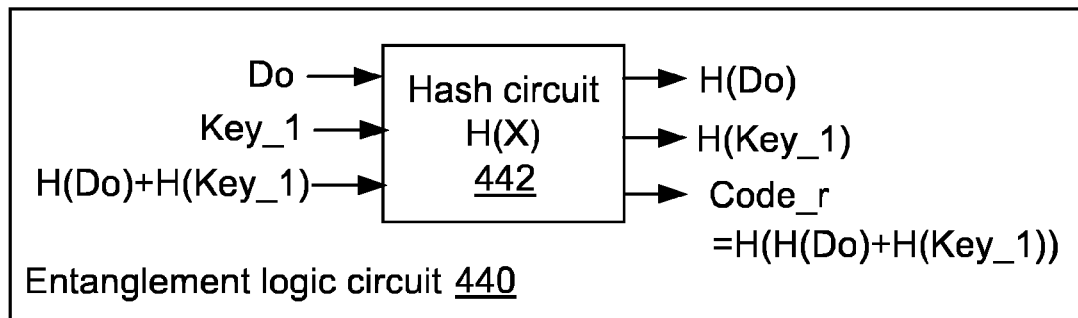 Do
Key_1
H(Do)+H(Key_1)
Hash circuit
H(X)
442
H(Do)
H(Key_1)
Code_r
=H(H(Do)+H(Key_1))
Entanglement logic circuit 440